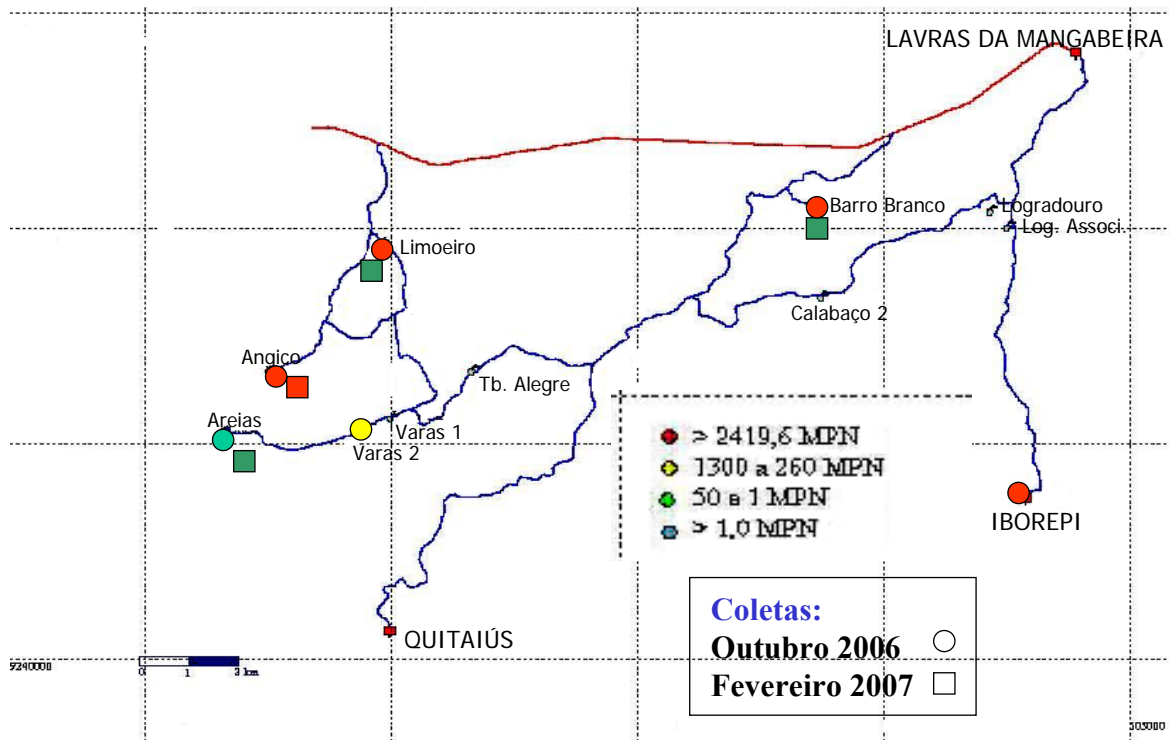 LAVRAS DA MANGABEIRA
Barro Branco
Logradouro
Log. Associ.
Limoeiro
Calabaço 2
Angico
Tb. Alegre
Areias
Varas 1
Varas 2
> 2419,6 MPN
1300 a 260 MPN
50 a 1 MPN
> 1,0 MPN
IBOREPI
Coletas:
Outubro 2006
Fevereiro 2007
QUITAIÚS
9240000
0 1 2 km